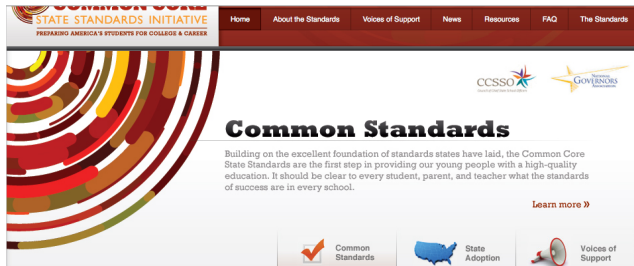 COMMON CORE
STATE STANDARDS INITIATIVE
PREPARING AMERICA'S STUDENTS FOR COLLEGE & CAREER
Home About the Standards Voices of Support News Resources FAQ The Standards
CCSSO
NATIONAL
GOVERNORS
ASSOCIATION
Common Standards
Building on the excellent foundation of standards states have laid, the Common Core
State Standards are the first step in providing our young people with a high-quality
education. It should be clear to every student, parent, and teacher what the standards
of success are in every school.
Learn more »
Common
Standards
State
Adoption
Voices of
Support